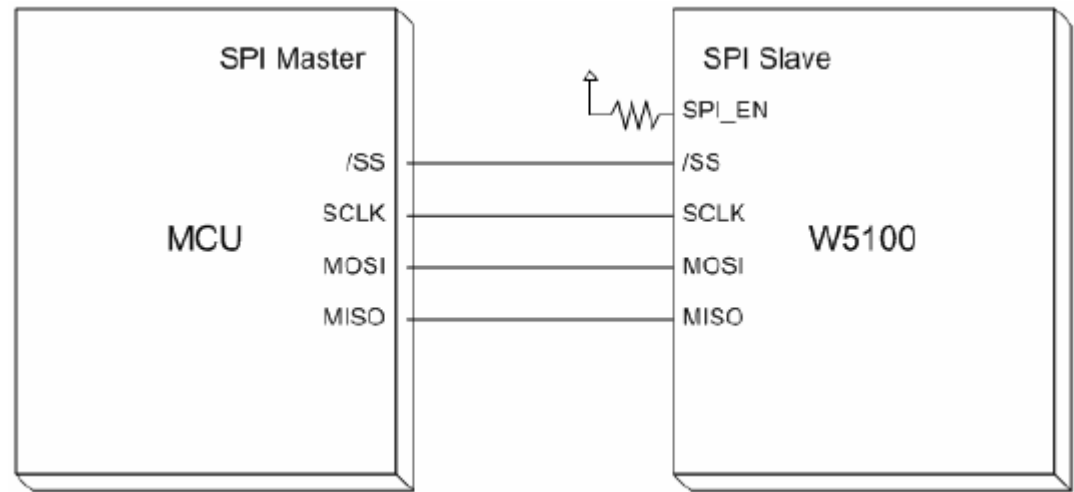 SPI Master
SPI Slave
SPI_EN
/SS
/SS
SCLK
SCLK
MCU
W5100
MOSI
MOSI
MISO
MISO